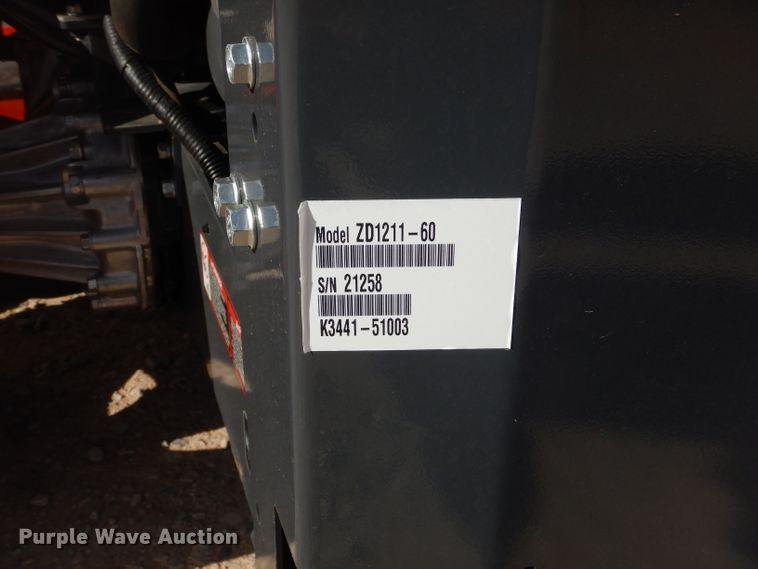 Model ZD1211-60
S/N 21258
K3441-51003
Purple Wave Auction